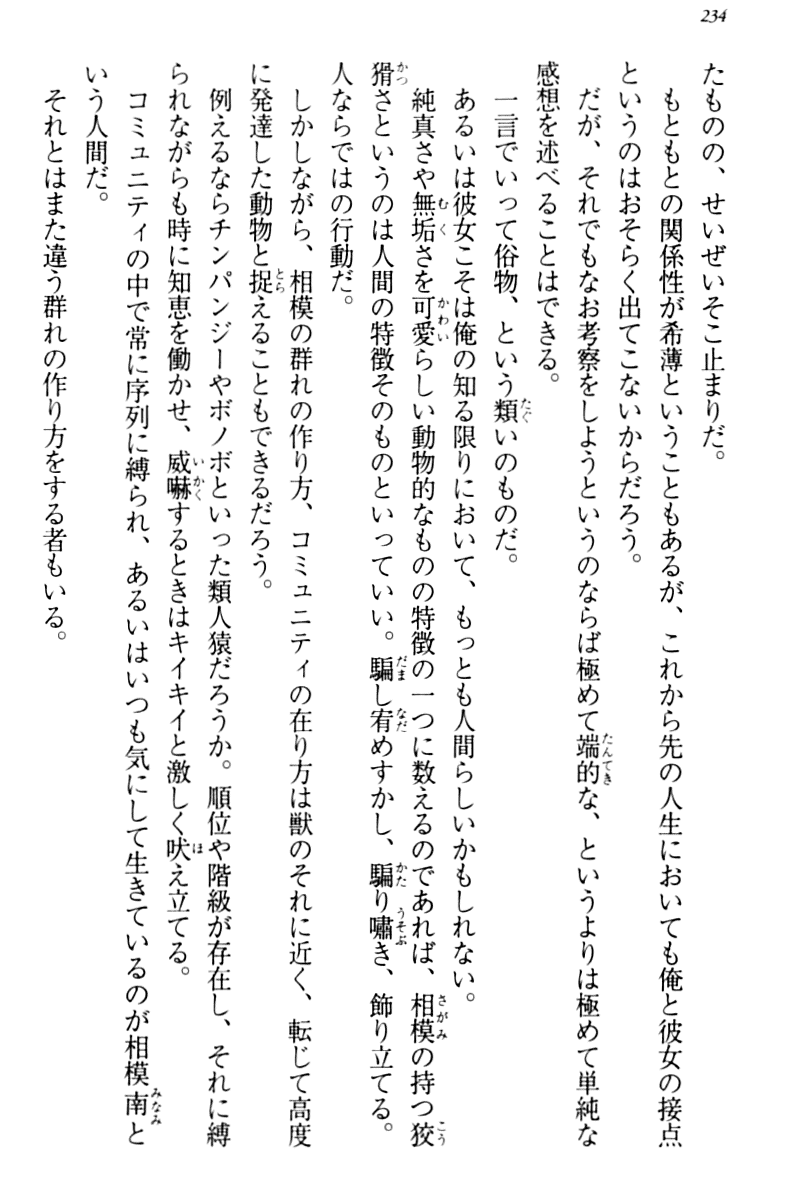 234
たものの、せいぜいそこ止まりだ。
もともとの関係性が希薄ということもあるが、これから先の人生においても俺と彼女の接点
というのはおそらく出てこないからだろう。
だが、それでもなお考察をしようというのならば極めて端的な、というよりは極めて単純な
感想を述べることはできる。
一言でいって俗物、という類いのものだ。
あるいは彼女こそは俺の知る限りにおいて、もっとも人間らしいかもしれない。
純真さや無垢さを可愛らしい動物的なものの特徴の一つに数えるのであれば、相模の持つ狡
猾さというのは人間の特徴そのものといっていい。騙し宥めすかし、騙り嘯き、飾り立てる。
人ならではの行動だ。
しかしながら、相模の群れの作り方、コミュニティの在り方は獣のそれに近く、転じて高度
に発達した動物と捉えることもできるだろう。
例えるならチンパンジーやボノボといった類人猿だろうか。順位や階級が存在し、それに縛
られながらも時に知恵を働かせ、威嚇するときはキイキイと激しく吠え立てる。
コミュニティの中で常に序列に縛られ、あるいはいつも気にして生きているのが相模南と
いう人間だ。
それとはまた違う群れの作り方をする者もいる。